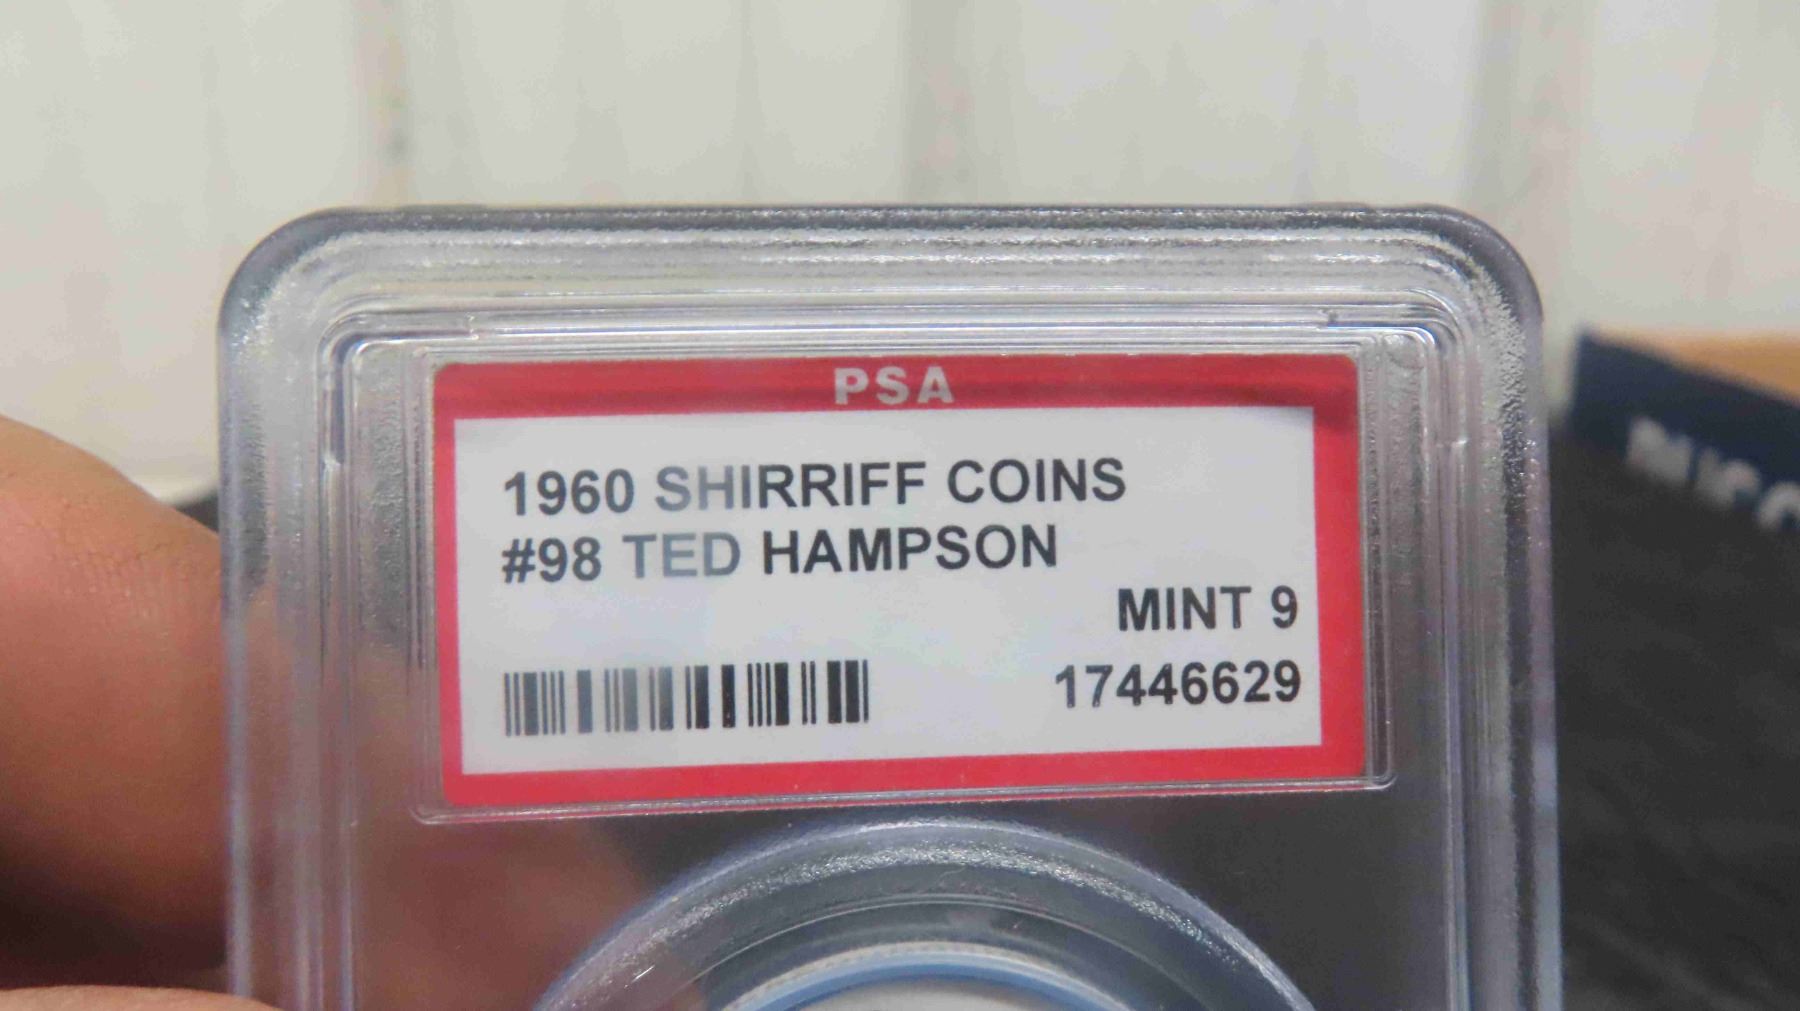 PSA
1960 SHIRRIFF COINS
#98 TED HAMPSON
MINT 9
17446629